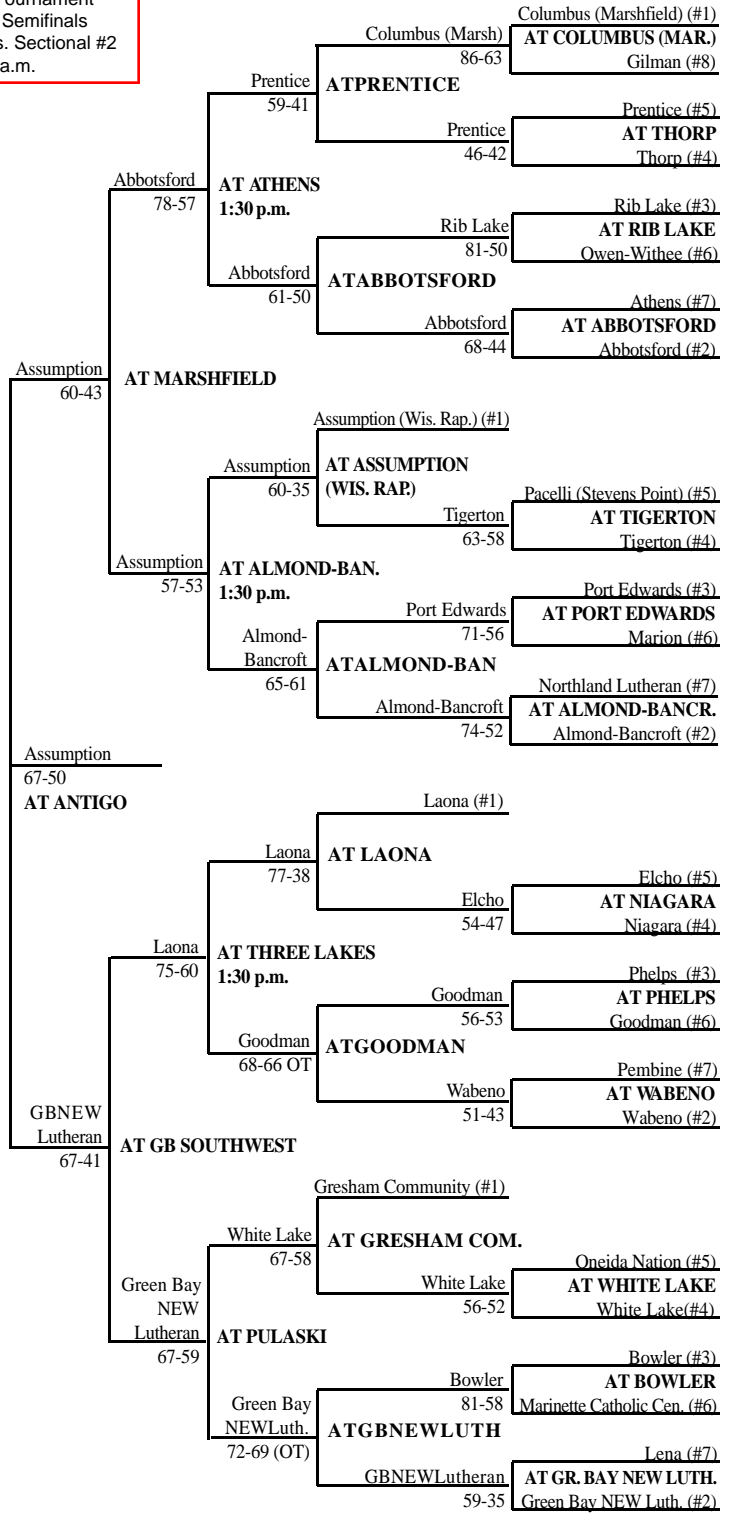 Semifinals
Sectional #2
a.m.
Columbus (Marshfield) (#1)
Columbus (Marsh)
AT COLUMBUS (MAR.)
86-63
Gilman (#8)
Prentice
ATPRENTICE
59-41
Prentice (#5)
Prentice
AT THORP
46-42
Thorp (#4)
Abbotsford
AT ATHENS
78-57
1:30 p.m.
Rib Lake (#3)
Rib Lake
AT RIB LAKE
81-50
Owen-Withee (#6)
Abbotsford
ATABBOTSFORD
61-50
Athens (#7)
Abbotsford
AT ABBOTSFORD
68-44
Abbotsford (#2)
Assumption
AT MARSHFIELD
60-43
Assumption (Wis. Rap.) (#1)
Assumption
AT ASSUMPTION
60-35
(WIS. RAP.)
Pacelli (Stevens Point) (#5)
Tigerton
AT TIGERTON
63-58
Tigerton (#4)
Assumption
AT ALMOND-BAN.
57-53
1:30 p.m.
Port Edwards (#3)
Port Edwards
AT PORT EDWARDS
71-56
Marion (#6)
Almond-
Bancroft
ATALMOND-BAN
65-61
Northland Lutheran (#7)
Almond-Bancroft
AT ALMOND-BANCR.
74-52
Almond-Bancroft (#2)
Assumption
67-50
AT ANTIGO
Laona (#1)
Laona
AT LAONA
77-38
Elcho (#5)
Elcho
AT NIAGARA
54-47
Niagara (#4)
Laona
AT THREE LAKES
75-60
1:30 p.m.
Phelps (#3)
Goodman
AT PHELPS
56-53
Goodman (#6)
Goodman
ATGOODMAN
68-66 OT
Pembine (#7)
Wabeno
AT WABENO
51-43
Wabeno (#2)
GBNEW
Lutheran
AT GB SOUTHWEST
67-41
Gresham Community (#1)
White Lake
AT GRESHAM COM.
67-58
Oneida Nation (#5)
White Lake
AT WHITE LAKE
56-52
White Lake(#4)
Green Bay
NEW
Lutheran
AT PULASKI
67-59
Bowler (#3)
Bowler
AT BOWLER
81-58
Marinette Catholic Cen. (#6)
Green Bay
NEWLuth.
ATGBNEWLUTH
72-69 (OT)
Lena (#7)
GBNEWLutheran
AT GR. BAY NEW LUTH.
59-35
Green Bay NEW Luth. (#2)